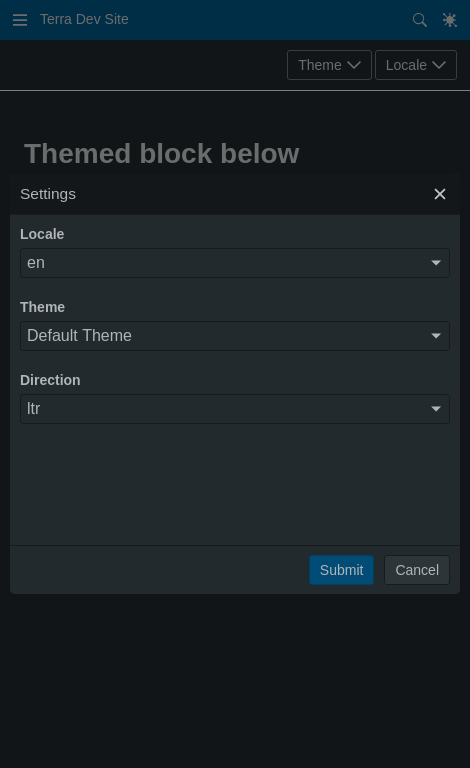 Terra Dev Site
Theme Locale
Themed block below
Settings
Locale
en
Theme
Default Theme
Direction
ltr
Submit Cancel